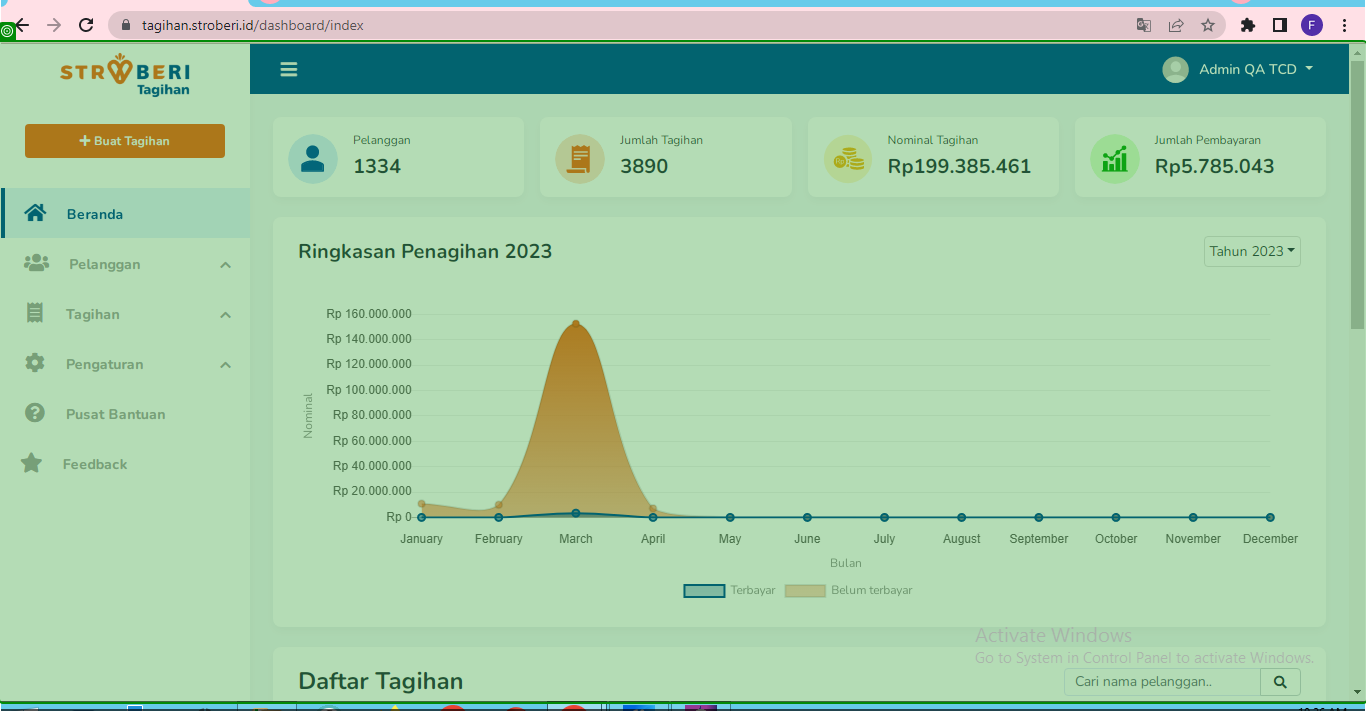 tagihan.stroberi.id/dashboard/index
F
STROBERI
Tagihan
Admin QA TCD
+ Buat Tagihan
Beranda
Pelanggan
Tagihan
Pengaturan
Pusat Bantuan
Feedback
Pelanggan
1334
Jumlah Tagihan
3890
Nominal Tagihan
Rp199.385.461
Jumlah Pembayaran
Rp5.785.043
Ringkasan Penagihan 2023
Tahun 2023
Rp 160.000.000
Rp 140.000.000
Rp 120.000.000
Rp 100.000.000
Rp 80.000.000
Rp 60.000.000
Rp 40.000.000
Rp 20.000.000
Rp 0
Nominal
January February March April May June July August September October November December
Bulan
Terbayar Belum terbayar
Activate Windows
Go to System in Control Panel to activate Windows.
Daftar Tagihan
Cari nama pelanggan..